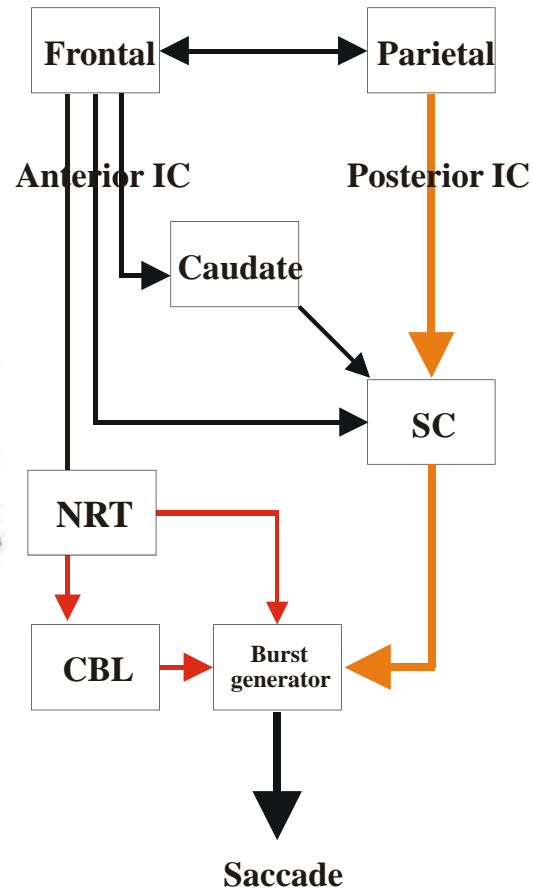 Frontal
Parietal
Anterior IC
Posterior IC
Caudate
SC
NRT
CBL
Burst
generator
Saccade